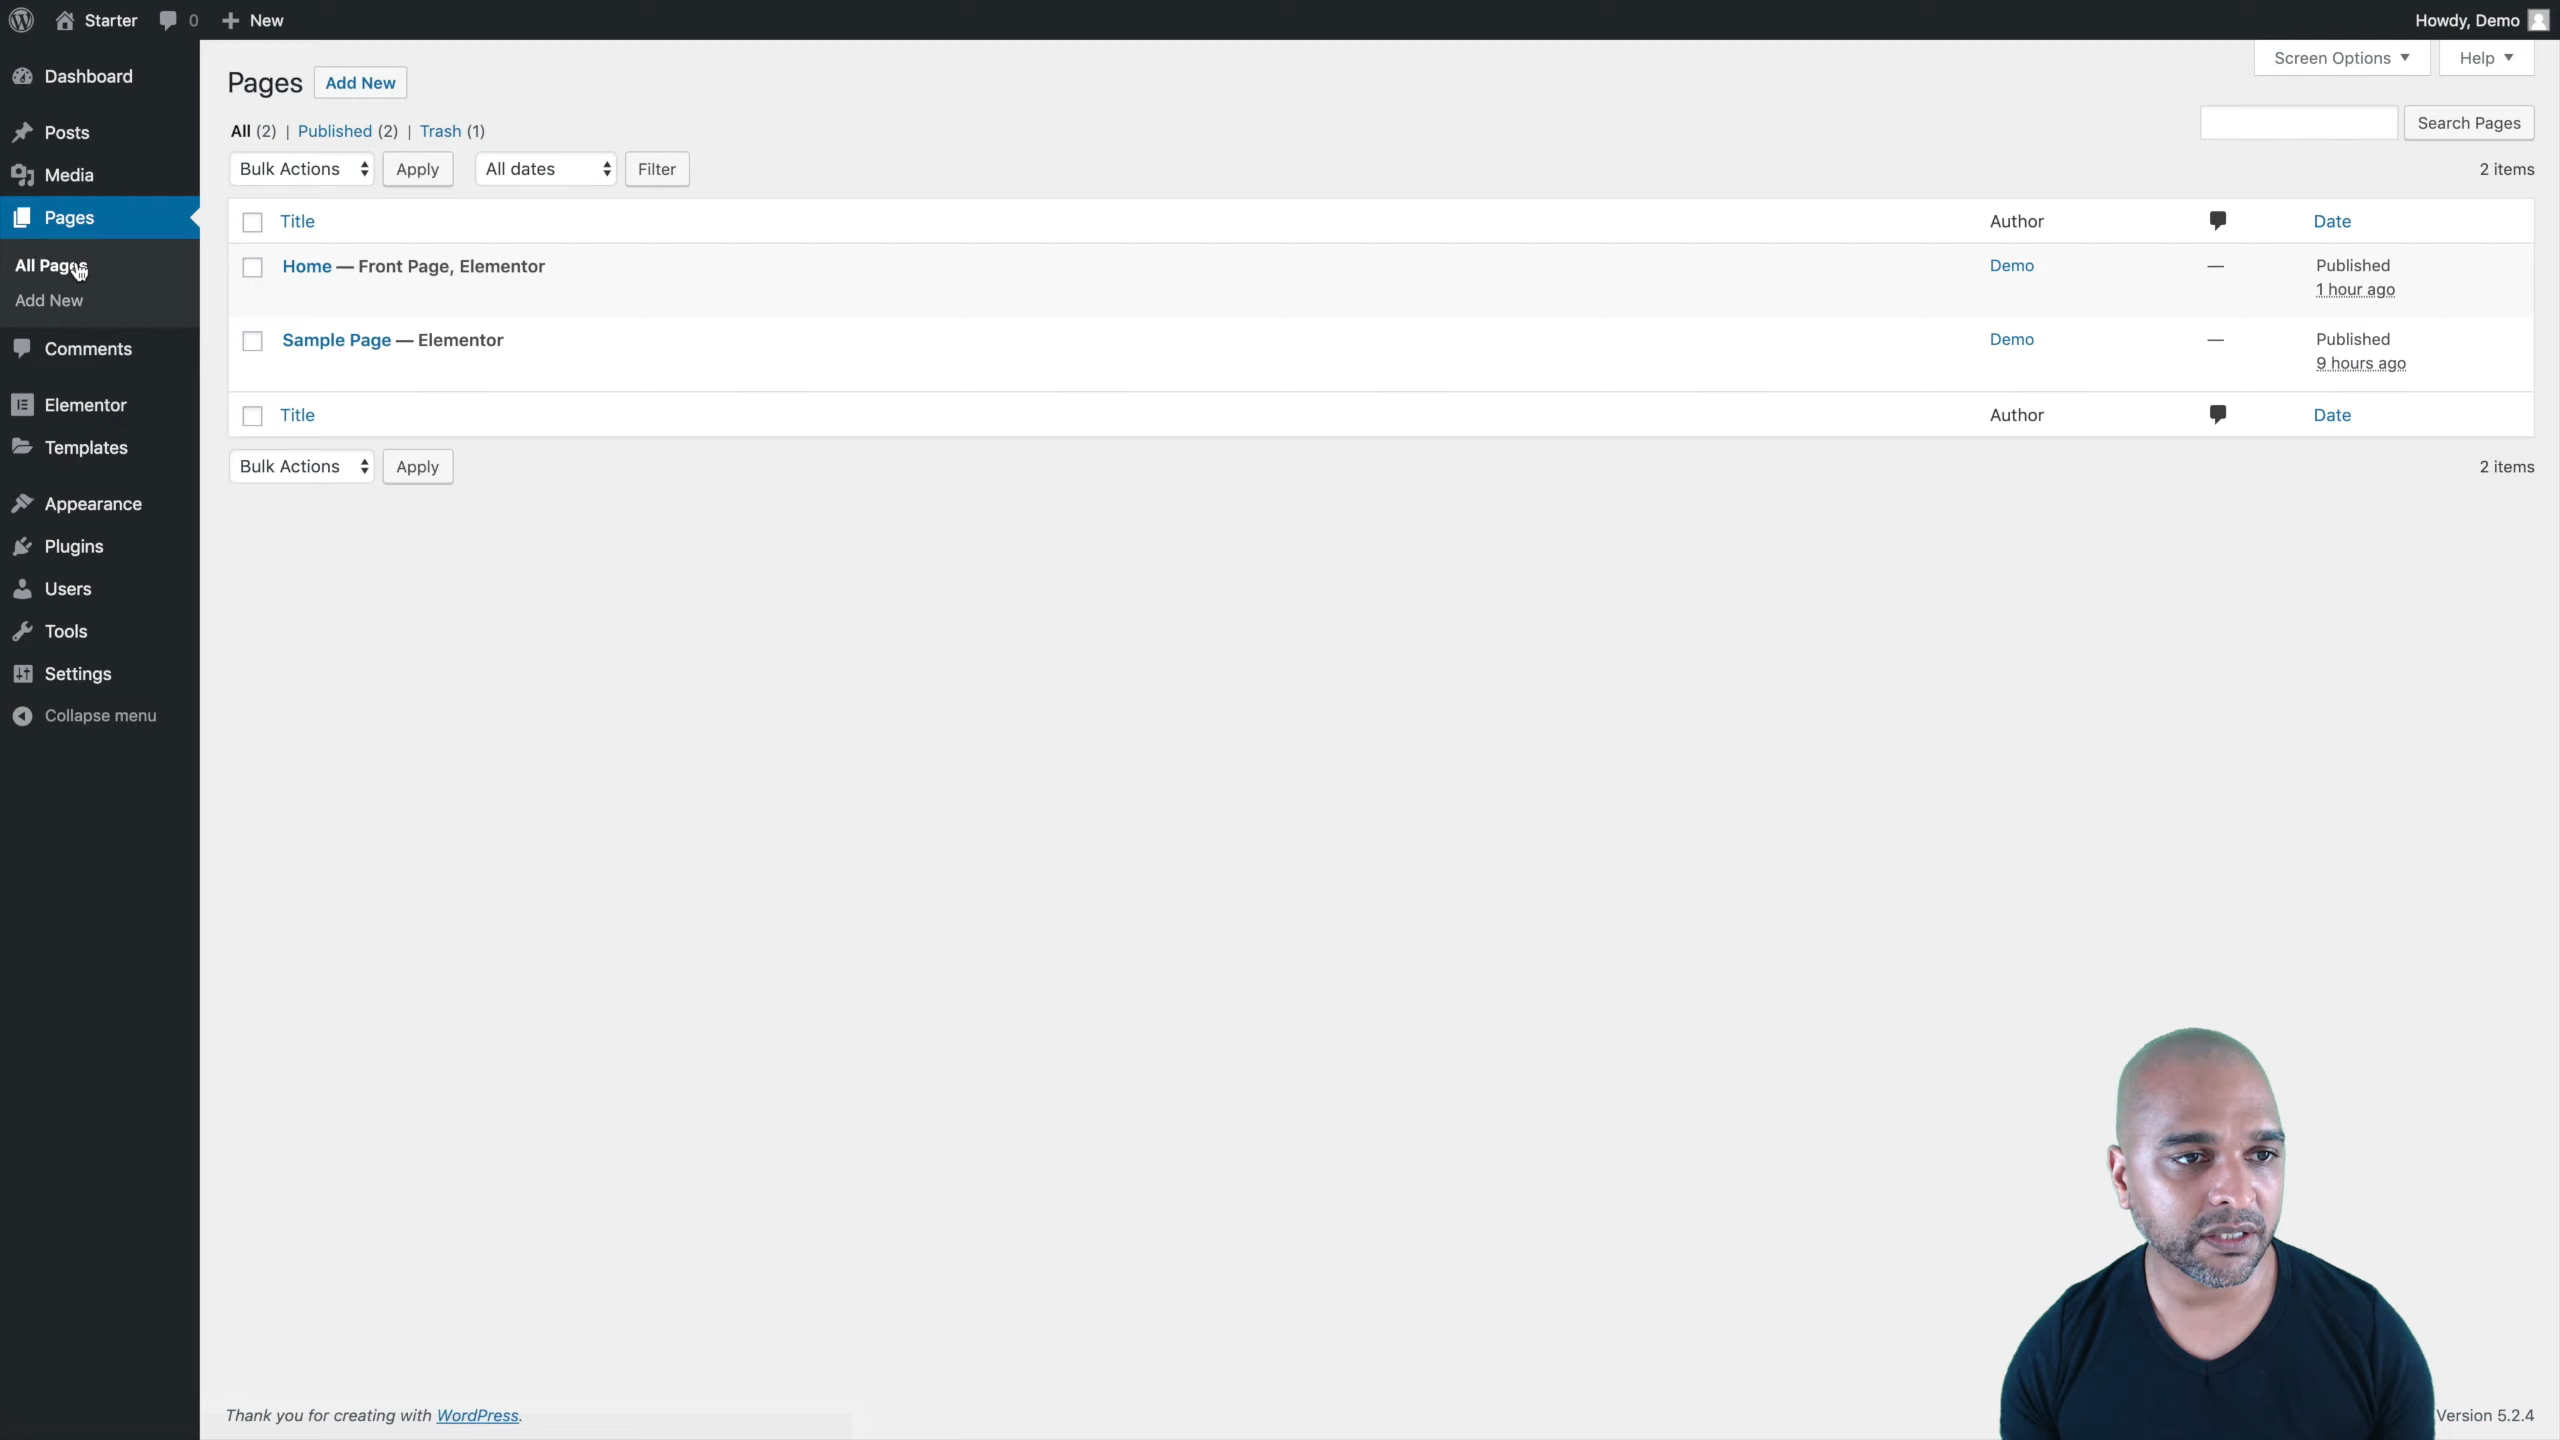 Starter 0 New Howdy, Demo
Screen Options Help
Dashboard
Posts
Media
Pages
All Pages
Add New
Comments
Elementor
Templates
Appearance
Plugins
Users
Tools
Settings
Collapse menu
Pages Add New
All (2) | Published (2) | Trash (1)
Search Pages
Bulk Actions Apply All dates Filter 2 items
Title Author Date
Home — Front Page, Elementor Demo — Published
1 hour ago
Sample Page — Elementor Demo — Published
9 hours ago
Title Author Date
Bulk Actions Apply 2 items
Thank you for creating with WordPress. Version 5.2.4